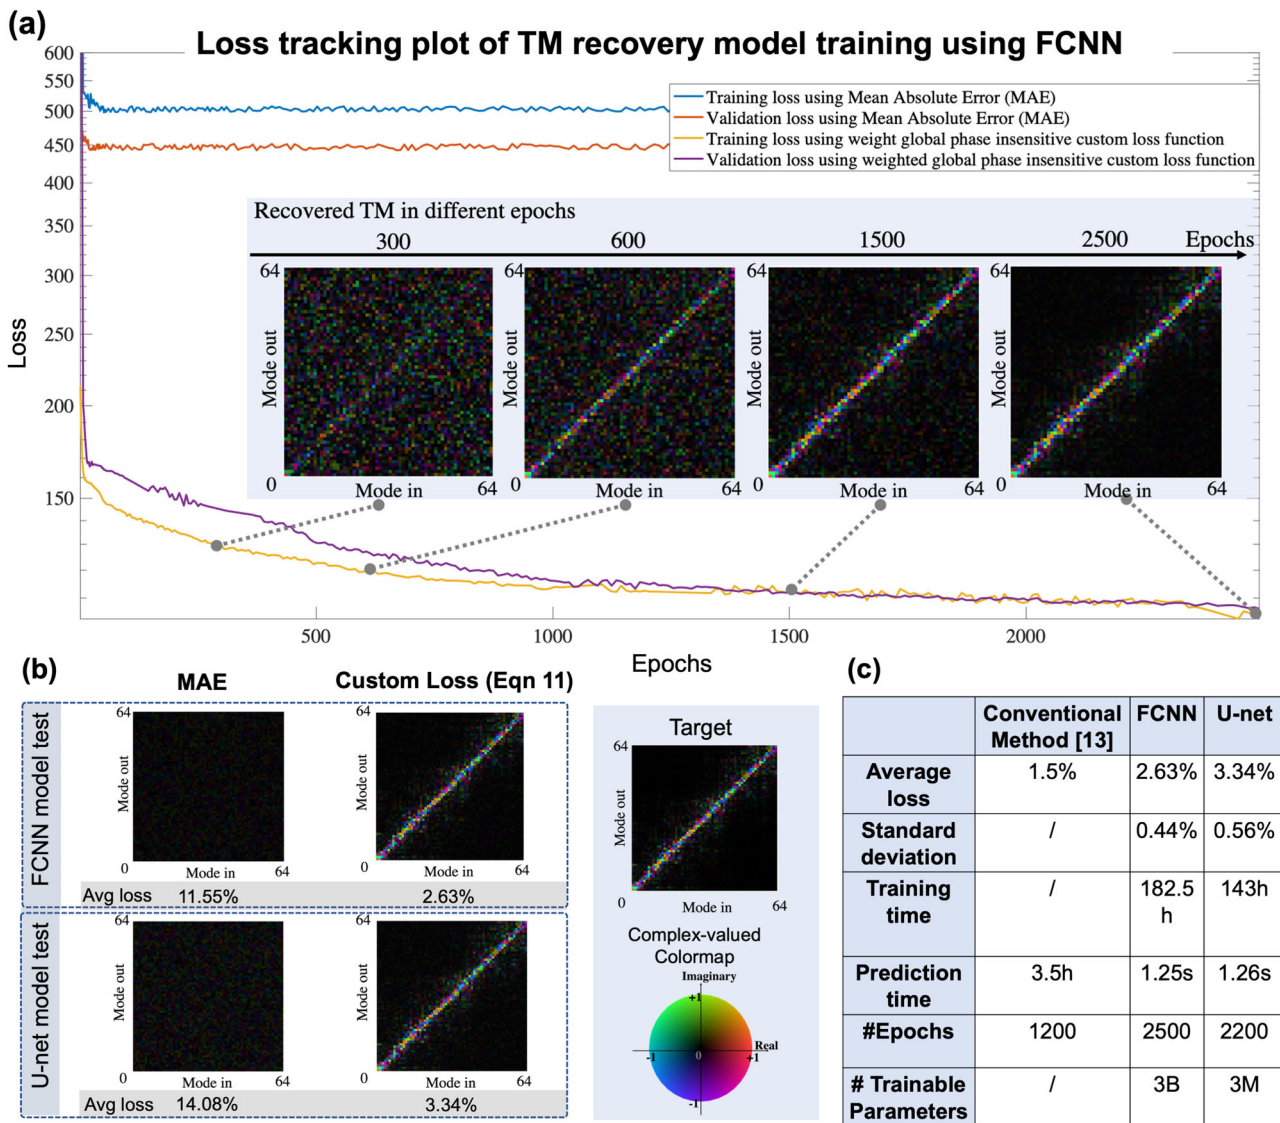 (a)
Loss tracking plot of TM recovery model training using FCNN
600
550
500
450
400
350
300
250
200
150
Loss
Training loss using Mean Absolute Error (MAE)
Validation loss using Mean Absolute Error (MAE)
Training loss using weight global phase insensitive custom loss function
Validation loss using weighted global phase insensitive custom loss function
Recovered TM in different epochs
300 600 1500 2500 Epochs
64 64 64 64
Mode out Mode out Mode out Mode out
0 Mode in 64 0 Mode in 64 0 Mode in 64 0 Mode in 64
500 1000 1500 2000
Epochs
(b)
MAE Custom Loss (Eqn 11)
FCNN model test
64 64
Mode out Mode out
0 Mode in 64 0 Mode in 64
Avg loss 11.55% 2.63%
U-net model test
64 64
Mode out Mode out
0 Mode in 64 0 Mode in 64
Avg loss 14.08% 3.34%
Target
64
Mode out
0 Mode in 64
Complex-valued
Colormap
Imaginary
+1
Real
-1 0 +1
-1
(c)
Conventional FCNN U-net
Method [13]
Average 1.5% 2.63% 3.34%
loss
Standard / 0.44% 0.56%
deviation
Training / 182.5 143h
time h
Prediction 3.5h 1.25s 1.26s
time
#Epochs 1200 2500 2200
# Trainable / 3B 3M
Parameters